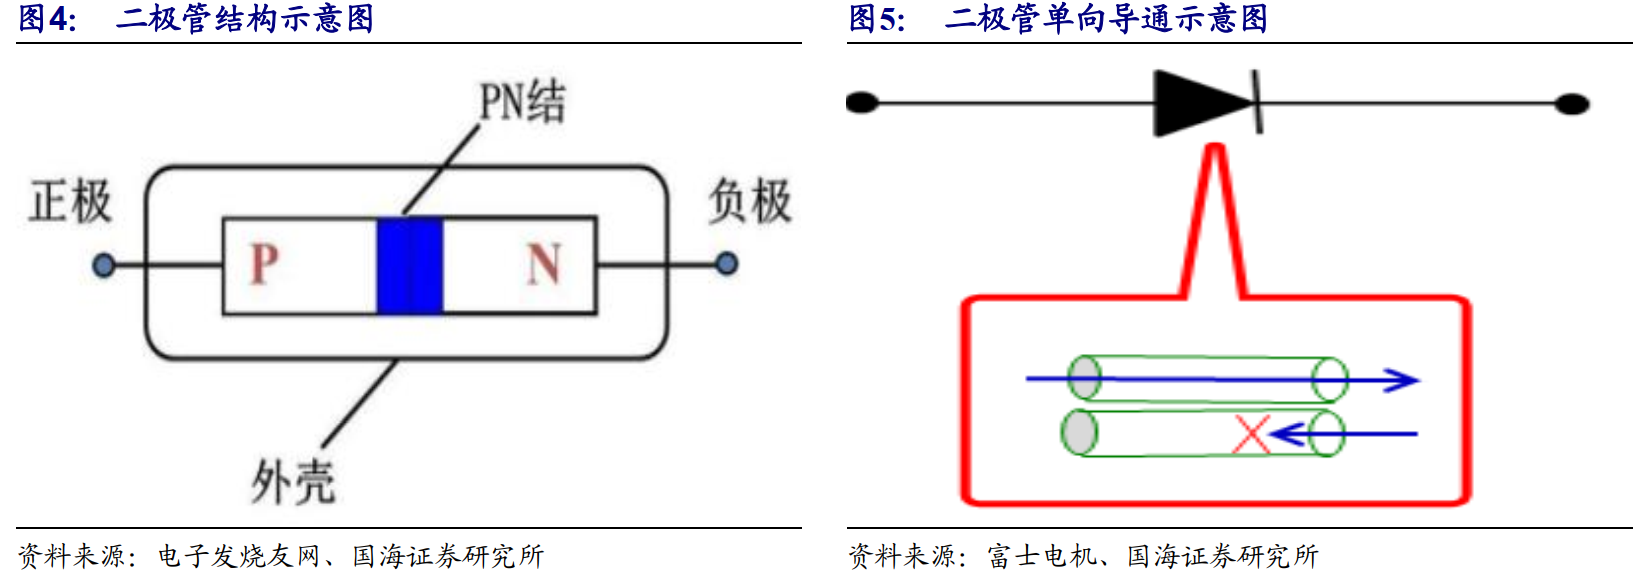 图4： 二极管结构示意图
PN结
正极
负极
P
N
外壳
资料来源：电子发烧友网、国海证券研究所
图5： 二极管单向导通示意图
资料来源：富士电机、国海证券研究所